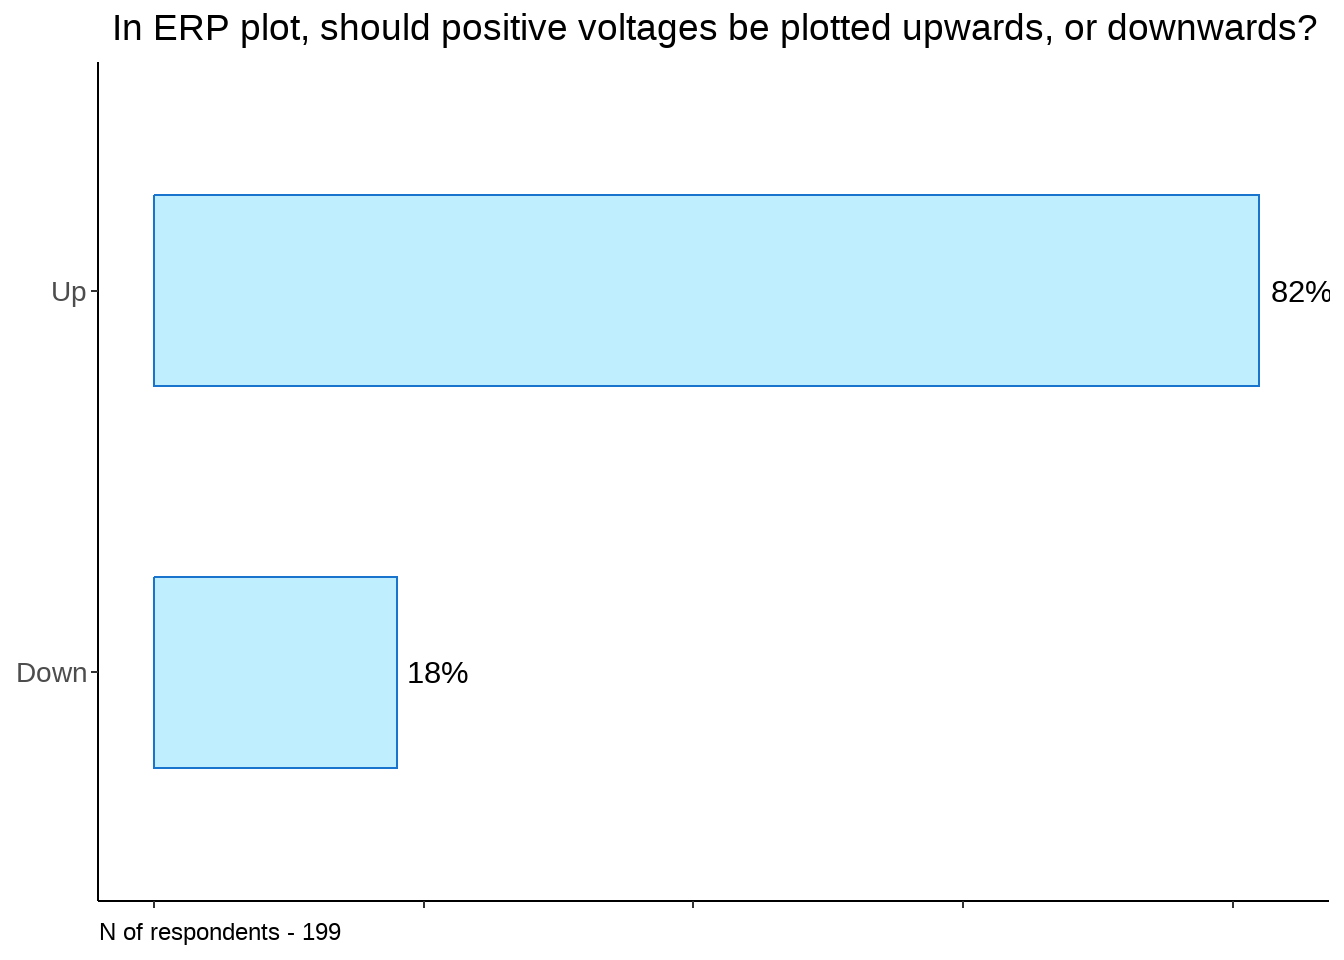 In ERP plot, should positive voltages be plotted upwards, or downwards?
Up
82%
Down
18%
N of respondents - 199